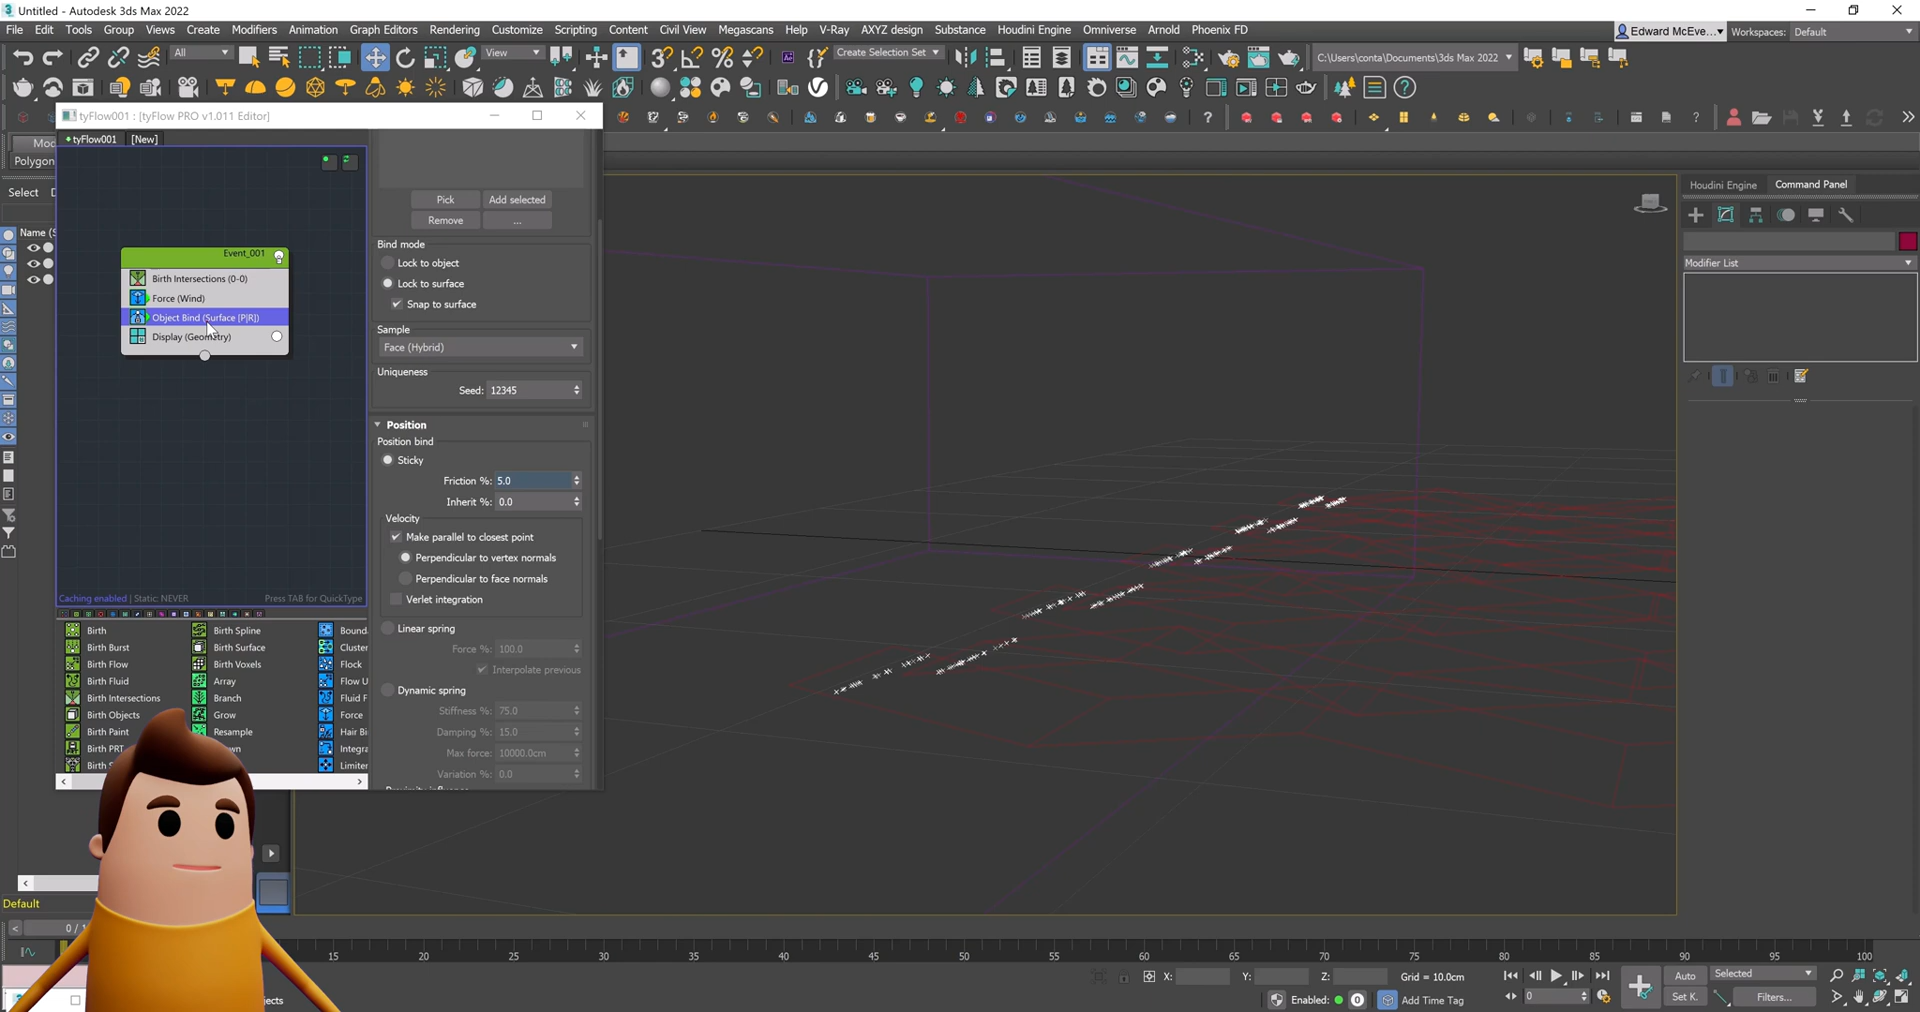 Untitled - Autodesk 3ds Max 2022
File Edit Tools Group Views Create Modifiers Animation Graph Editors Rendering Customize Scripting Content Civil View Megascans Help V-Ray AXYZ design Substance Houdini Engine Omniverse Arnold Phoenix FD
Edward McEve... Workspaces: Default
All View Create Selection Set C:\Users\conta\Documents\3ds Max 2022
tyFlow001 : [tyFlow PRO v1.011 Editor]
tyFlow001 [New]
Mo
Polygon
Select
Name (S
Event_001
Birth Intersections (0-0)
Force (Wind)
Object Bind (Surface [P|R])
Display (Geometry)
Caching enabled | Static: NEVER
Press TAB for QuickType
Birth Birth Spline Bound
Birth Burst Birth Surface Cluste
Birth Flow Birth Voxels Flock
Birth Fluid Array Flow U
Birth Intersections Branch Fluid F
Birth Objects Grow Force
Birth Paint Resample Hair Bi
Birth PRT Integra
Limiter
Pick Add selected
Remove ...
Bind mode
Lock to object
Lock to surface
Snap to surface
Sample
Face (Hybrid)
Uniqueness
Seed: 12345
Position
Position bind
Sticky
Friction %: 5.0
Inherit %: 0.0
Velocity
Make parallel to closest point
Perpendicular to vertex normals
Perpendicular to face normals
Verlet integration
Linear spring
Force %: 100.0
Interpolate previous
Dynamic spring
Stiffness %: 75.0
Damping %: 15.0
Max force: 10000.0cm
Variation %: 0.0
Houdini Engine Command Panel
Modifier List
Default
0 / 1
15 20 25 30 35 40 45 50 55 60 65 70 75 80 85 90 95 100
X: Y: Z: Grid = 10.0cm
Enabled: Add Time Tag
0
Auto Selected
Set K. Filters...